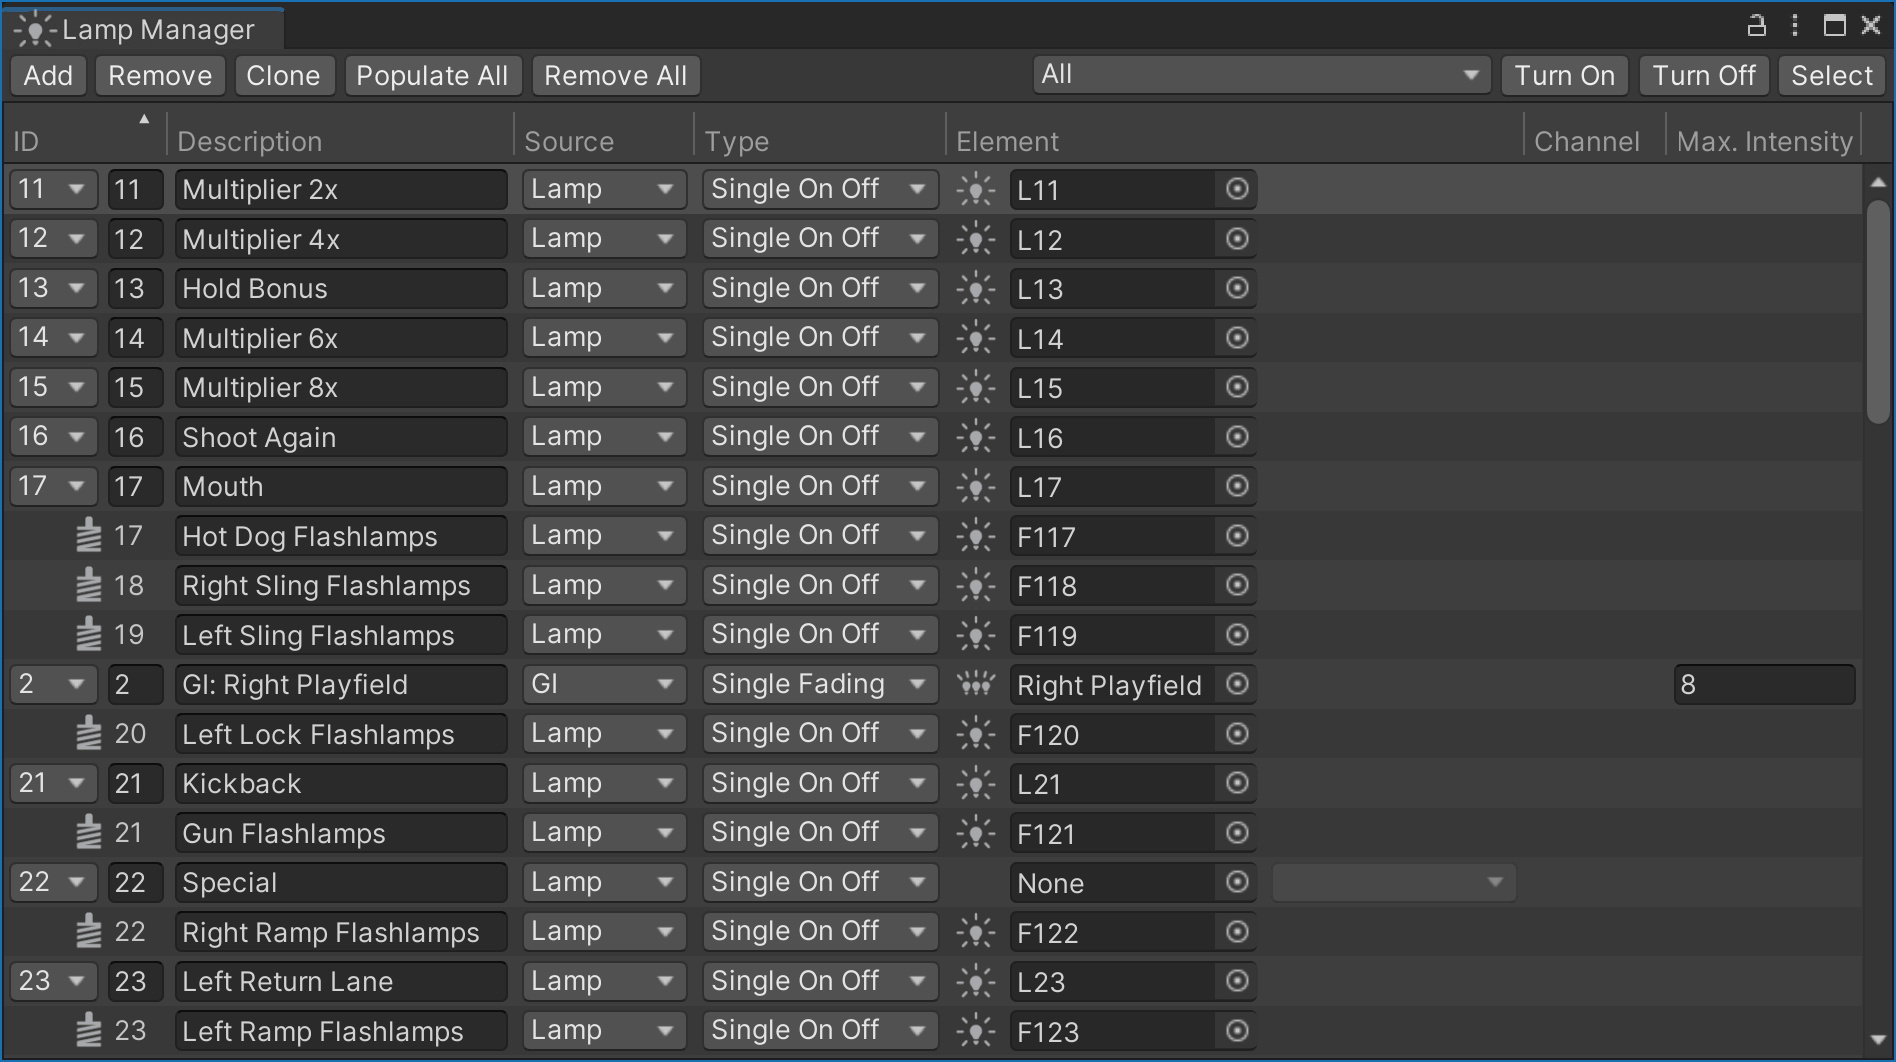 Lamp Manager
Add Remove Clone Populate All Remove All All Turn On Turn Off Select
ID Description Source Type Element Channel Max. Intensity
11 11 Multiplier 2x Lamp Single On Off L11
12 12 Multiplier 4x Lamp Single On Off L12
13 13 Hold Bonus Lamp Single On Off L13
14 14 Multiplier 6x Lamp Single On Off L14
15 15 Multiplier 8x Lamp Single On Off L15
16 16 Shoot Again Lamp Single On Off L16
17 17 Mouth Lamp Single On Off L17
17 Hot Dog Flashlamps Lamp Single On Off F117
18 Right Sling Flashlamps Lamp Single On Off F118
19 Left Sling Flashlamps Lamp Single On Off F119
2 2 GI: Right Playfield GI Single Fading Right Playfield 8
20 Left Lock Flashlamps Lamp Single On Off F120
21 21 Kickback Lamp Single On Off L21
21 Gun Flashlamps Lamp Single On Off F121
22 22 Special Lamp Single On Off None
22 Right Ramp Flashlamps Lamp Single On Off F122
23 23 Left Return Lane Lamp Single On Off L23
23 Left Ramp Flashlamps Lamp Single On Off F123